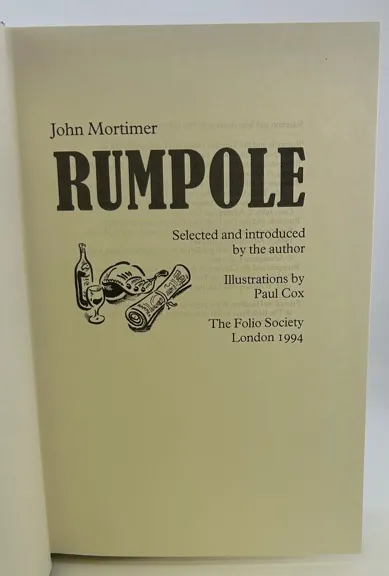 John Mortimer
RUMPOLE
Selected and introduced
by the author
Illustrations by
Paul Cox
The Folio Society
London 1994